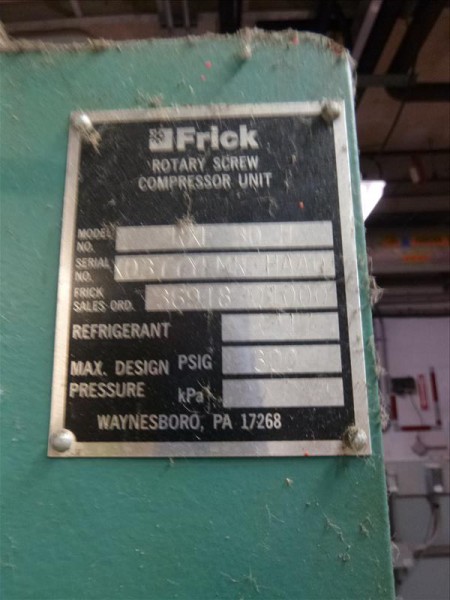 Frick
ROTARY SCREW
COMPRESSOR UNIT
MODEL NO.
SERIAL NO.
FRICK SALES ORD.
REFRIGERANT
MAX. DESIGN PRESSURE PSIG 300
kPa
WAYNESBORO, PA 17268